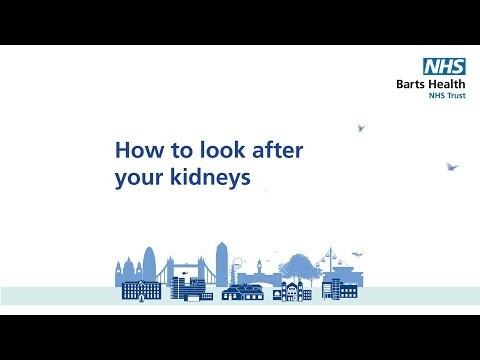 NHS
Barts Health
NHS Trust
How to look after
your kidneys